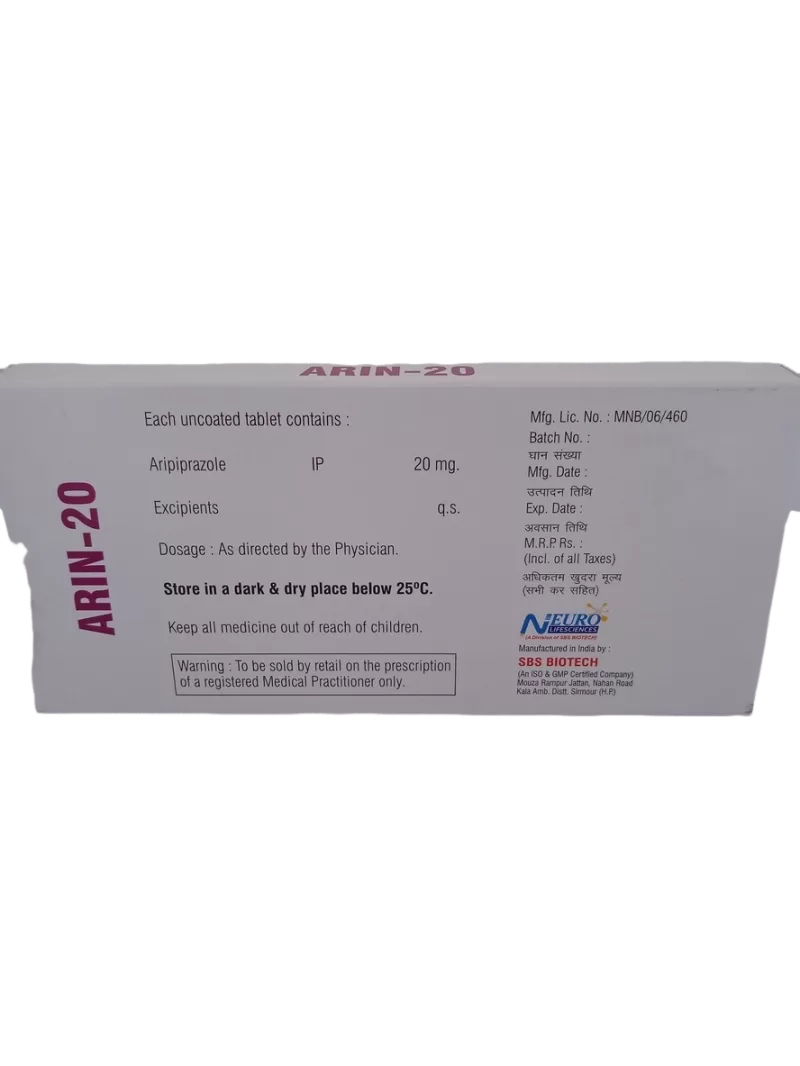 ARIN-20
ARIN-20
Each uncoated tablet contains :
Aripiprazole IP 20 mg.
Excipients q.s.
Dosage : As directed by the Physician.
Store in a dark & dry place below 25ºC.
Keep all medicine out of reach of children.
Warning : To be sold by retail on the prescription
of a registered Medical Practitioner only.
Mfg. Lic. No. : MNB/06/460
Batch No. :
घान संख्या
Mfg. Date :
उत्पादन तिथि
Exp. Date :
अवसान तिथि
M.R.P. Rs. :
(Incl. of all Taxes)
अधिकतम खुदरा मूल्य
(सभी कर सहित)
NEURO
LIFESCIENCES
(A Division of SBS BIOTECH)
Manufactured in India by :
SBS BIOTECH
(An ISO & GMP Certified Company)
Mouza Rampur Jattan, Nahan Road
Kala Amb. Distt. Sirmour (H.P.)